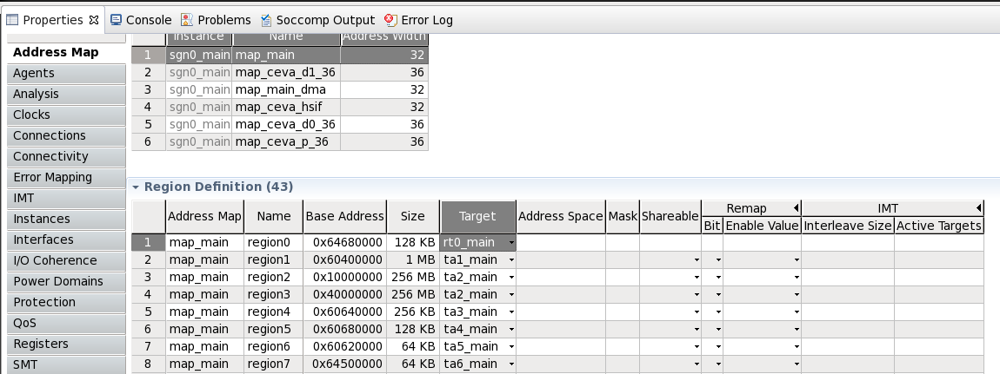 Properties Console Problems Soccomp Output Error Log
Instance Name Address Width
Address Map
Agents
Analysis
Clocks
Connections
Connectivity
Error Mapping
IMT
Instances
Interfaces
I/O Coherence
Power Domains
Protection
QoS
Registers
SMT
1 sgn0_main map_main 32
2 sgn0_main map_ceva_d1_36 36
3 sgn0_main map_main_dma 32
4 sgn0_main map_ceva_hsif 32
5 sgn0_main map_ceva_d0_36 36
6 sgn0_main map_ceva_p_36 36
Region Definition (43)
Address Map Name Base Address Size Target Address Space Mask Shareable Remap IMT
Bit Enable Value Interleave Size Active Targets
1 map_main region0 0x64680000 128 KB rt0_main
2 map_main region1 0x60400000 1 MB ta1_main
3 map_main region2 0x10000000 256 MB ta2_main
4 map_main region3 0x40000000 256 MB ta2_main
5 map_main region4 0x60640000 256 KB ta3_main
6 map_main region5 0x60680000 128 KB ta4_main
7 map_main region6 0x60620000 64 KB ta5_main
8 map_main region7 0x64500000 64 KB ta6_main